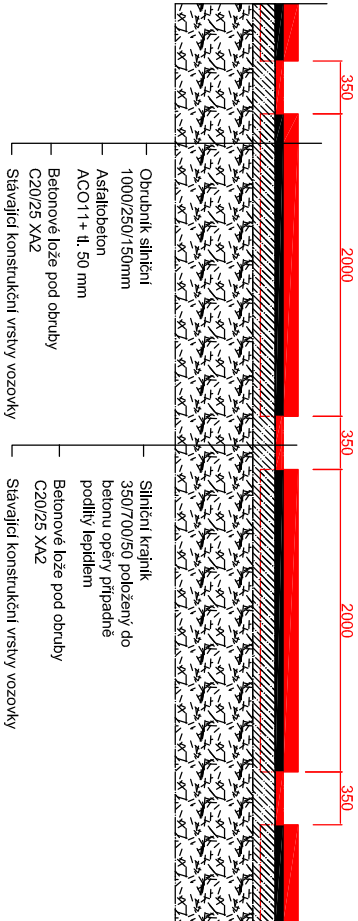 350
2000
350
2000
350
Obrubník silniční
1000/250/150mm
Asfaltobeton
ACO11+ tl. 50 mm
Betonové lože pod obruby
C20/25 XA2
Stávající konstrukční vrstvy vozovky
Silniční krajník
350/700/50 položený do
betonu opěry případně
podlitý lepidlem
Betonové lože pod obruby
C20/25 XA2
Stávající konstrukční vrstvy vozovky